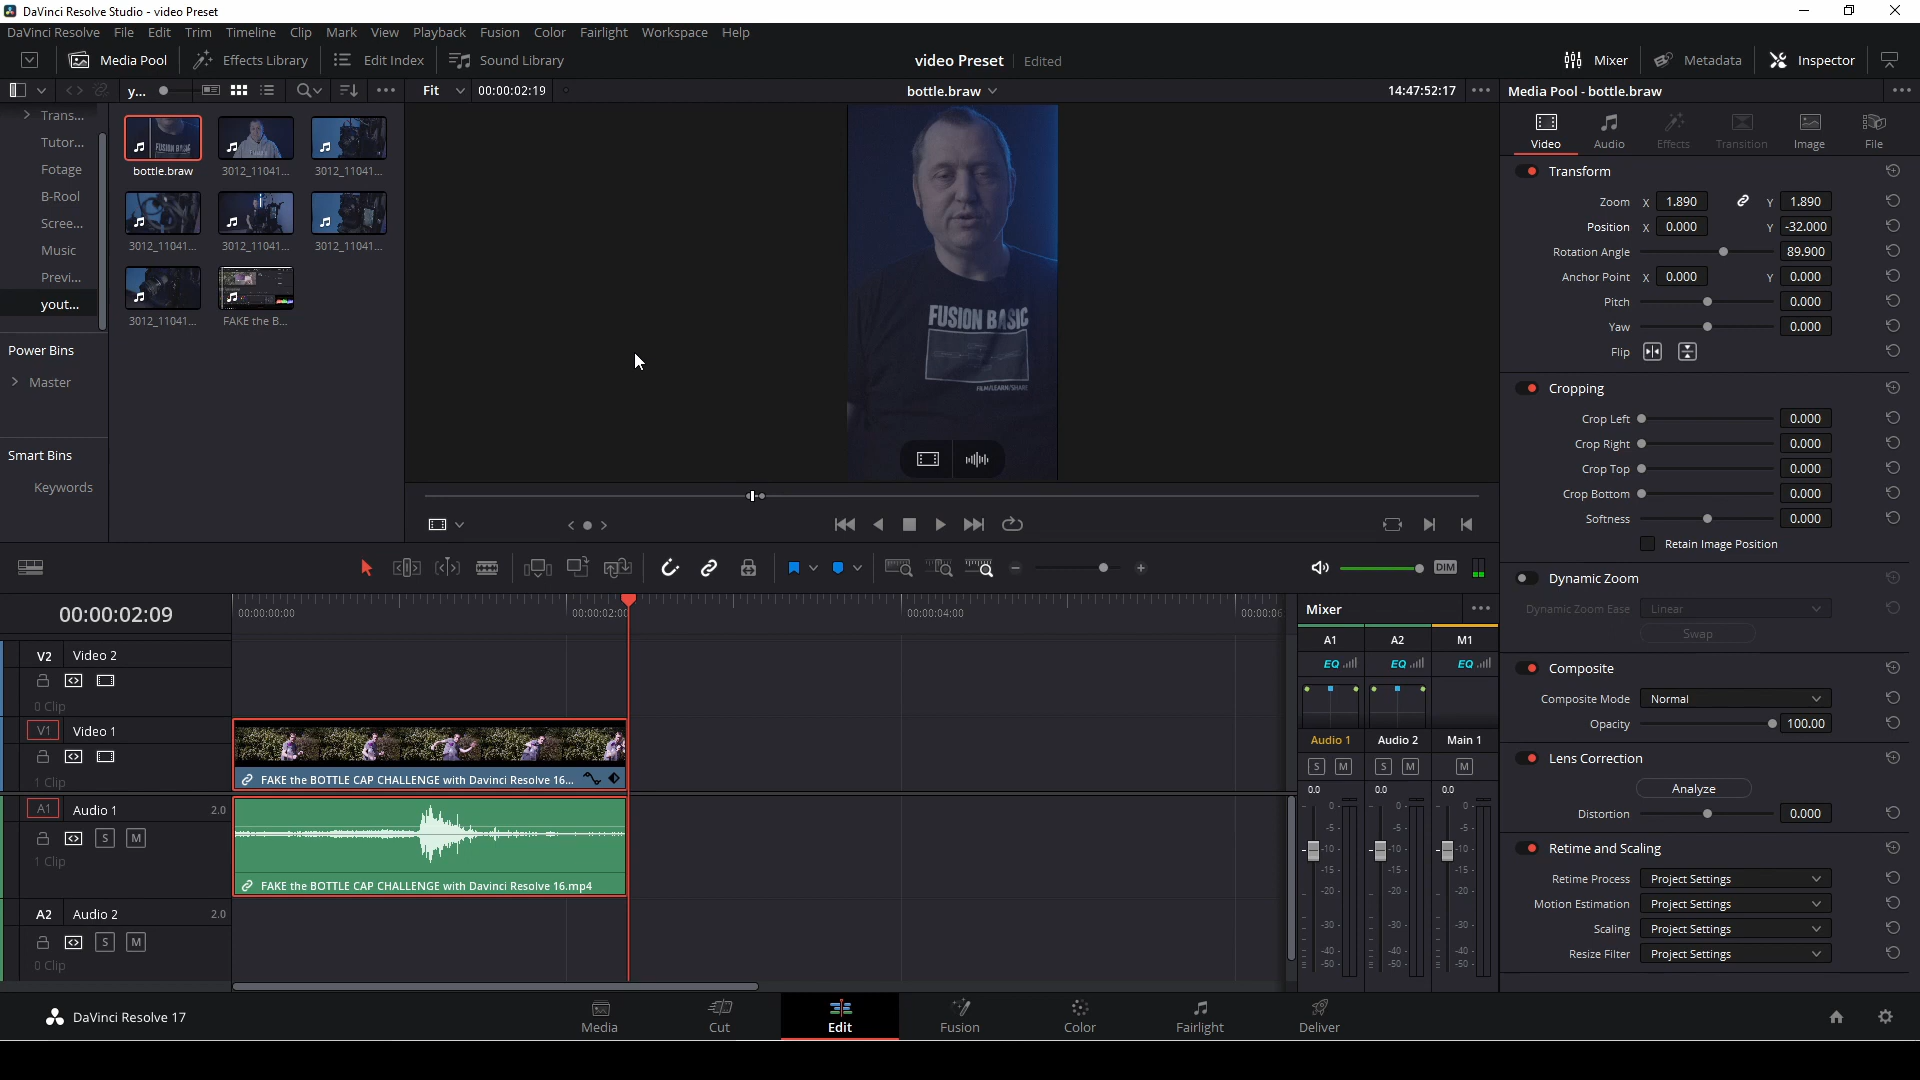 DaVinci Resolve Studio - video Preset
DaVinci Resolve File Edit Trim Timeline Clip Mark View Playback Fusion Color Fairlight Workspace Help
Media Pool Effects Library Edit Index Sound Library video Preset Edited Mixer Metadata Inspector
y... Fit 00:00:02:19 bottle.braw 14:47:52:17 Media Pool - bottle.braw
Trans...
Tutor...
Fotage
B-Rool
Scree...
Music
Previ...
yout...
Power Bins
Master
Smart Bins
Keywords
bottle.braw 3012_11041... 3012_11041...
3012_11041... 3012_11041... 3012_11041...
3012_11041... FAKE the B...
FUSION BASIC
FILM/LEARN/SHARE
Video Audio Effects Transition Image File
Transform
Zoom X 1.890 Y 1.890
Position X 0.000 Y -32.000
Rotation Angle 89.900
Anchor Point X 0.000 Y 0.000
Pitch 0.000
Yaw 0.000
Flip
Cropping
Crop Left 0.000
Crop Right 0.000
Crop Top 0.000
Crop Bottom 0.000
Softness 0.000
Retain Image Position
Dynamic Zoom
Dynamic Zoom Ease Linear
Swap
Composite
Composite Mode Normal
Opacity 100.00
Lens Correction
Analyze
Distortion 0.000
Retime and Scaling
Retime Process Project Settings
Motion Estimation Project Settings
Scaling Project Settings
Resize Filter Project Settings
DIM
00:00:02:09 00:00:00:00 00:00:02:0 00:00:04:00 00:00:06
V2 Video 2
0 Clip
V1 Video 1
1 Clip
FAKE the BOTTLE CAP CHALLENGE with Davinci Resolve 16...
A1 Audio 1 2.0
S M
1 Clip
FAKE the BOTTLE CAP CHALLENGE with Davinci Resolve 16.mp4
A2 Audio 2 2.0
S M
0 Clip
Mixer
A1 A2 M1
EQ EQ EQ
Audio 1 Audio 2 Main 1
S M S M M
0.0 0.0 0.0
0- 0- 0-
-5- -5- -5-
-10- -10- -10-
-15- -15- -15-
-20- -20- -20-
-30- -30- -30-
-40- -40- -40-
-50- -50- -50-
DaVinci Resolve 17 Media Cut Edit Fusion Color Fairlight Deliver